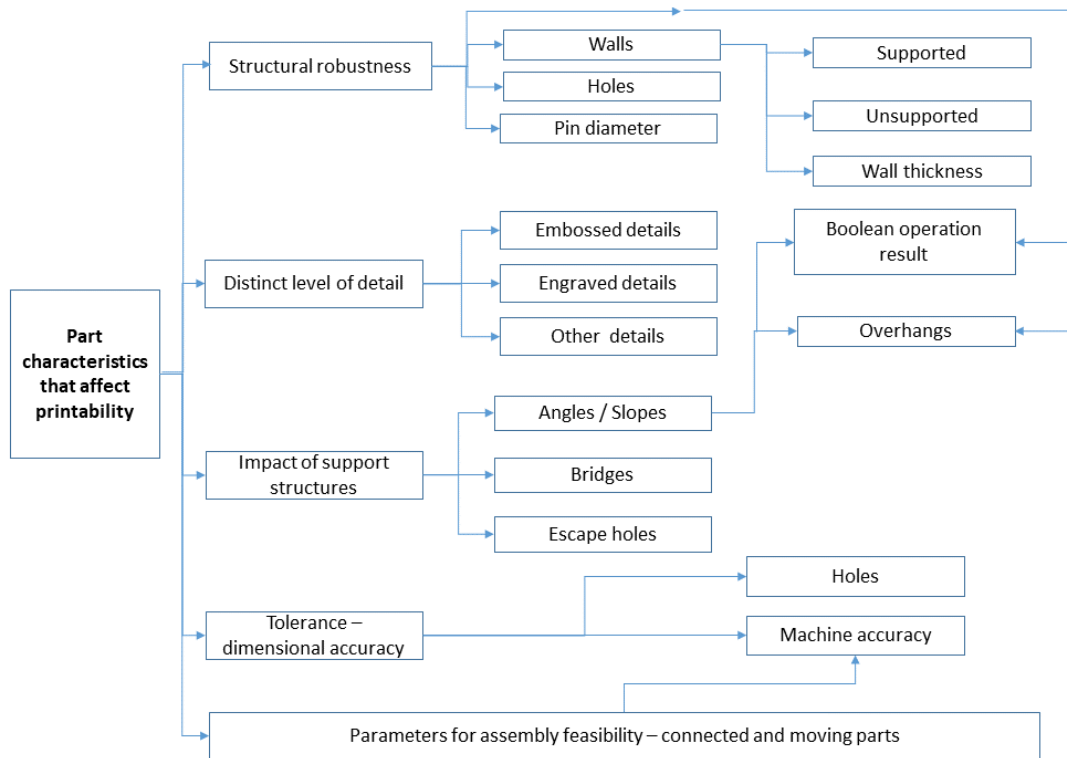 Structural robustness
Walls
Holes
Pin diameter
Supported
Unsupported
Wall thickness
Distinct level of detail
Embossed details
Engraved details
Other  details
Boolean operation
result
Overhangs
Part
characteristics
that affect
printability
Impact of support
structures
Angles / Slopes
Bridges
Escape holes
Tolerance –
dimensional accuracy
Holes
Machine accuracy
Parameters for assembly feasibility – connected and moving parts